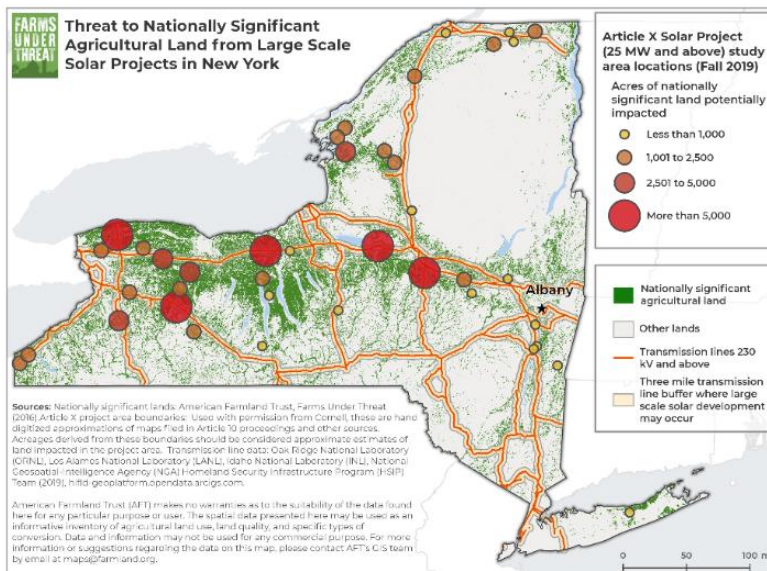 FARMS
UNDER
THREAT
Threat to Nationally Significant
Agricultural Land from Large Scale
Solar Projects in New York
Article X Solar Project
(25 MW and above) study
area locations (Fall 2019)
Acres of nationally
significant land potentially
impacted
Less than 1,000
1,001 to 2,500
2,501 to 5,000
More than 5,000
Albany
Nationally significant
agricultural land
Other lands
Transmission lines 230
kV and above
Three mile transmission
line buffer where large
scale solar development
may occur
Sources: Nationally significant lands: American Farmland Trust, Farms Under Threat
(2016) Article X project area boundaries: Used with permission from Cornell, these are hand
digitized approximations of maps filed in Article 10 proceedings and other sources.
Acreages derived from these boundaries should be considered approximate estimates of
land impacted in the project area. Transmission line data: Oak Ridge National Laboratory
(ORNL), Los Alamos National Laboratory (LANL), Idaho National Laboratory (INL), National
Geospatial-Intelligence Agency (NGA) Homeland Security Infrastructure Program (HSIP)
Team (2019), hifld-geoplatform.opendata.arcgis.com.
American Farmland Trust (AFT) makes no warranties as to the suitability of the data found
here for any particular purpose or user. The spatial data presented here may be used as an
informative inventory of agricultural land use, land quality, and specific types of
conversion. Data and information may not be used for any commercial purpose. For more
information or suggestions regarding the data on this map, please contact AFT's GIS team
by email at maps@farmland.org.
0 50 100 m